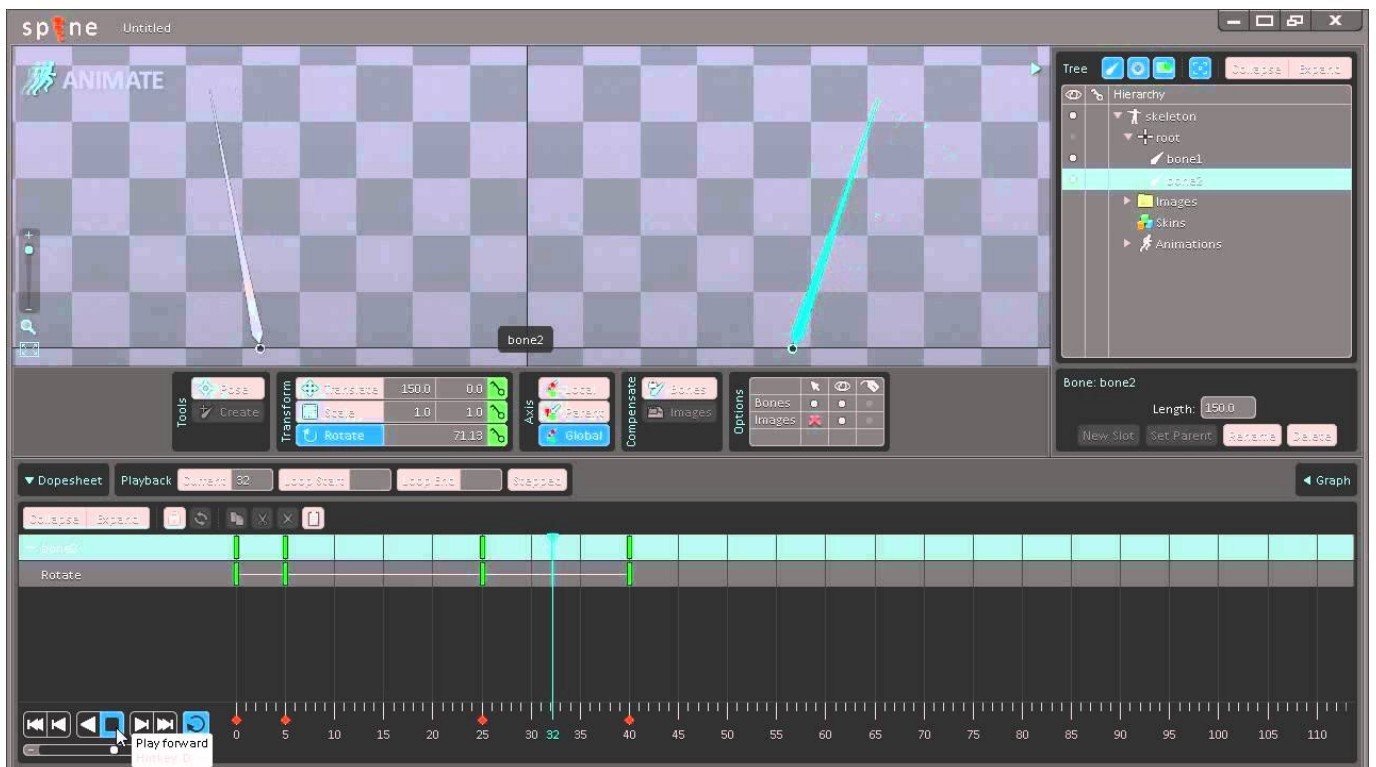 spine Untitled
ANIMATE
bone2
Tree Collapse Expand
Hierarchy
skeleton
root
bone1
bone2
Images
Skins
Animations
Tools
Pose
Create
Transform
Translate 150.0 0.0
Scale 1.0 1.0
Rotate 71.13
Axis
Local
Parent
Global
Compensate
Bones
Images
Options
Bones
Images
Bone: bone2
Length: 150.0
New Slot Set Parent Rename Delete
Dopesheet Playback Current 32 Loop Start Loop End Stepped Graph
Collapse Expand
bone2
Rotate
0 5 10 15 20 25 30 32 35 40 45 50 55 60 65 70 75 80 85 90 95 100 105 110
Play forward
Hotkey: D